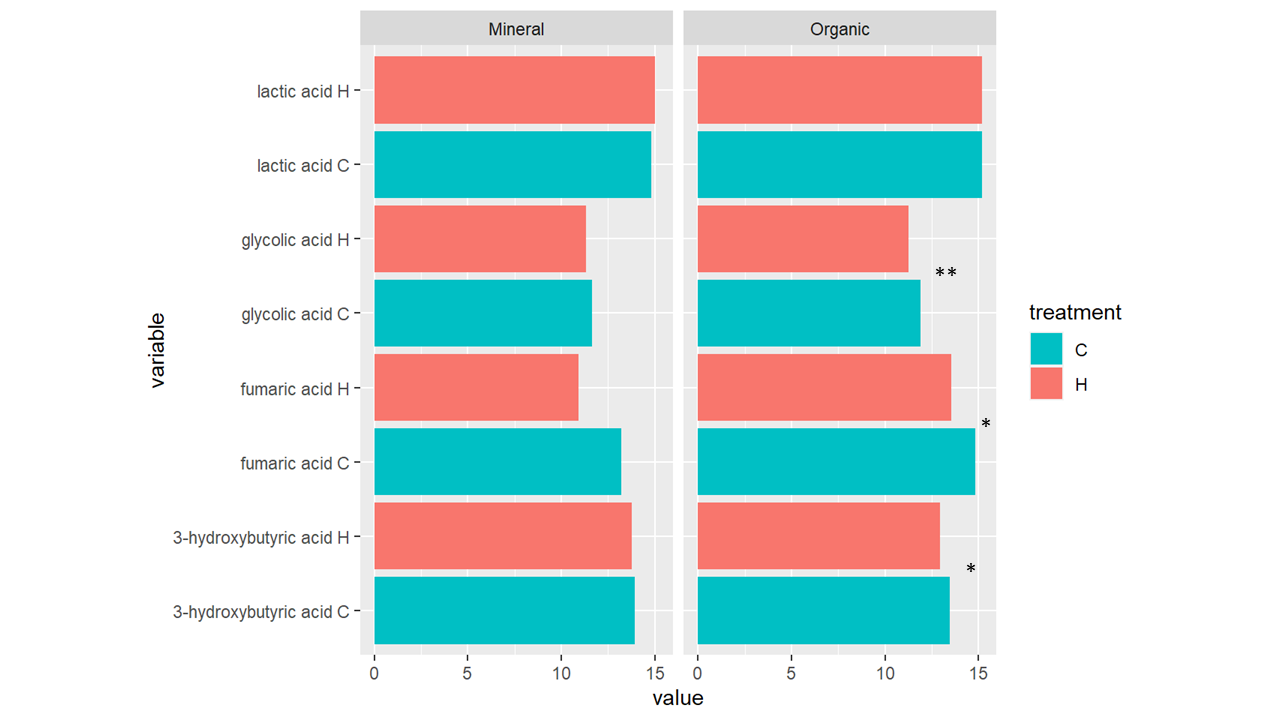 Mineral
Organic
lactic acid H
lactic acid C
glycolic acid H
**
glycolic acid C
fumaric acid H
*
fumaric acid C
3-hydroxybutyric acid H
*
3-hydroxybutyric acid C
variable
0 5 10 15
0 5 10 15
value
treatment
C
H